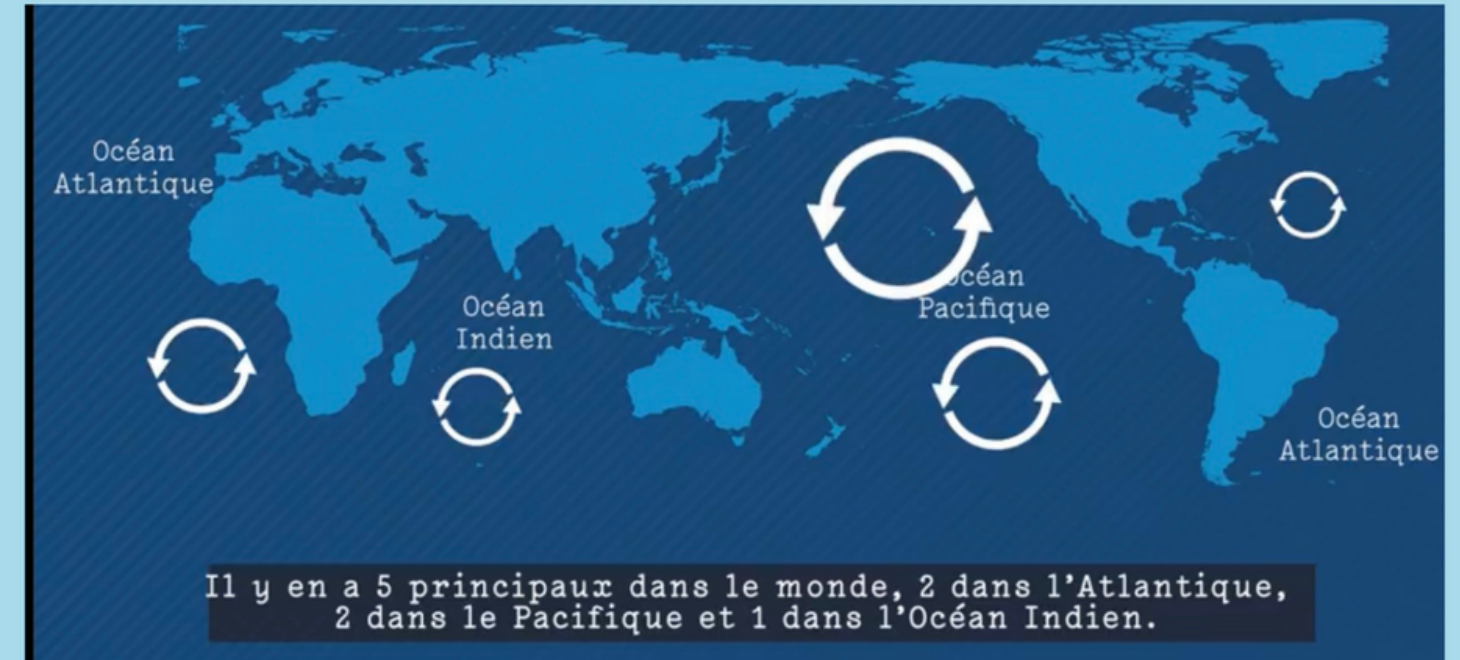 Océan
Atlantique
Océan
Indien
Océan
Pacifique
Océan
Atlantique
Il y en a 5 principaux dans le monde, 2 dans l'Atlantique,
2 dans le Pacifique et 1 dans l'Océan Indien.